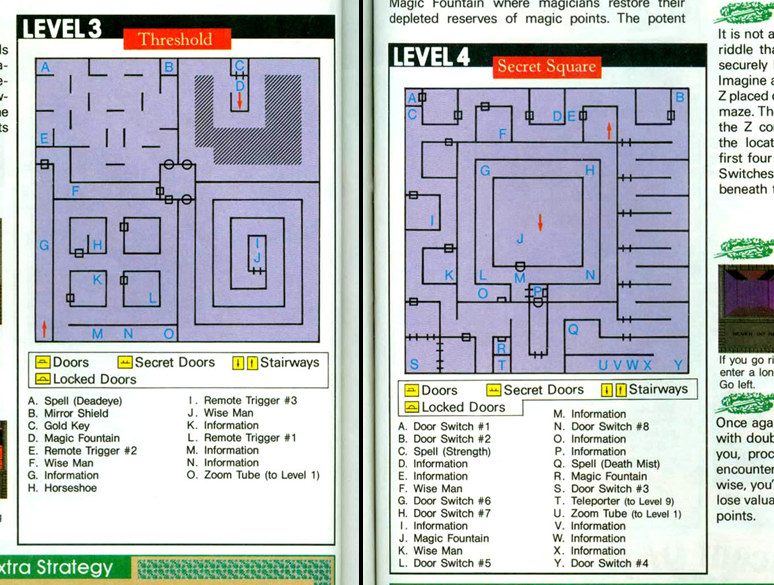 LEVEL 3
Threshold
A
B
C
D
E
F
G
H
I
J
K
L
M N O
Doors
Secret Doors
Stairways
Locked Doors
A. Spell (Deadeye)
B. Mirror Shield
C. Gold Key
D. Magic Fountain
E. Remote Trigger #2
F. Wise Man
G. Information
H. Horseshoe
I. Remote Trigger #3
J. Wise Man
K. Information
L. Remote Trigger #1
M. Information
N. Information
O. Zoom Tube (to Level 1)
xtra Strategy
Magic Fountain where magicians restore their
depleted reserves of magic points. The potent
LEVEL 4
Secret Square
A
B
C
D E
F
G
H
I
J
K
L
M
N
O
P
Q
R
S
T
U V W X Y
Doors
Secret Doors
Stairways
Locked Doors
A. Door Switch #1
B. Door Switch #2
C. Spell (Strength)
D. Information
E. Information
F. Wise Man
G. Door Switch #6
H. Door Switch #7
I. Information
J. Magic Fountain
K. Wise Man
L. Door Switch #5
M. Information
N. Door Switch #8
O. Information
P. Information
Q. Spell (Death Mist)
R. Magic Fountain
S. Door Switch #3
T. Teleporter (to Level 9)
U. Zoom Tube (to Level 1)
V. Information
W. Information
X. Information
Y. Door Switch #4
It is not a
riddle tha
securely
Imagine a
Z placed o
maze. Th
the Z co
the locat
first four
Switches
beneath t
If you go ri
enter a lon
Go left.
Once aga
with doub
you, proc
encounter
wise, you'
lose valua
points.